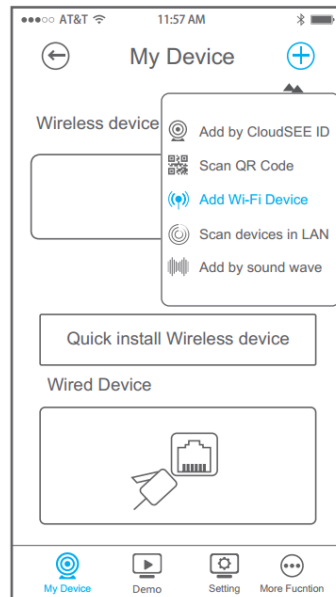 AT&T 11:57 AM
My Device
Wireless device
Add by CloudSEE ID
Scan QR Code
Add Wi-Fi Device
Scan devices in LAN
Add by sound wave
Quick install Wireless device
Wired Device
My Device Demo Setting More Fucntion